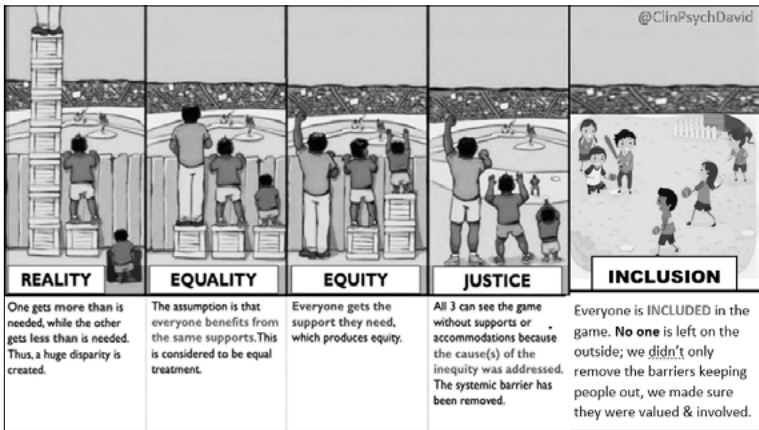 @ClinPsychDavid
REALITY
One gets more than is
needed, while the other
gets less than is needed.
Thus, a huge disparity is
created.
EQUALITY
The assumption is that
everyone benefits from
the same supports. This
is considered to be equal
treatment.
EQUITY
Everyone gets the
support they need,
which produces equity.
JUSTICE
All 3 can see the game
without supports or
accommodations because
the cause(s) of the
inequity was addressed.
The systemic barrier has
been removed.
INCLUSION
Everyone is INCLUDED in the
game. No one is left on the
outside; we didn't only
remove the barriers keeping
people out, we made sure
they were valued & involved.